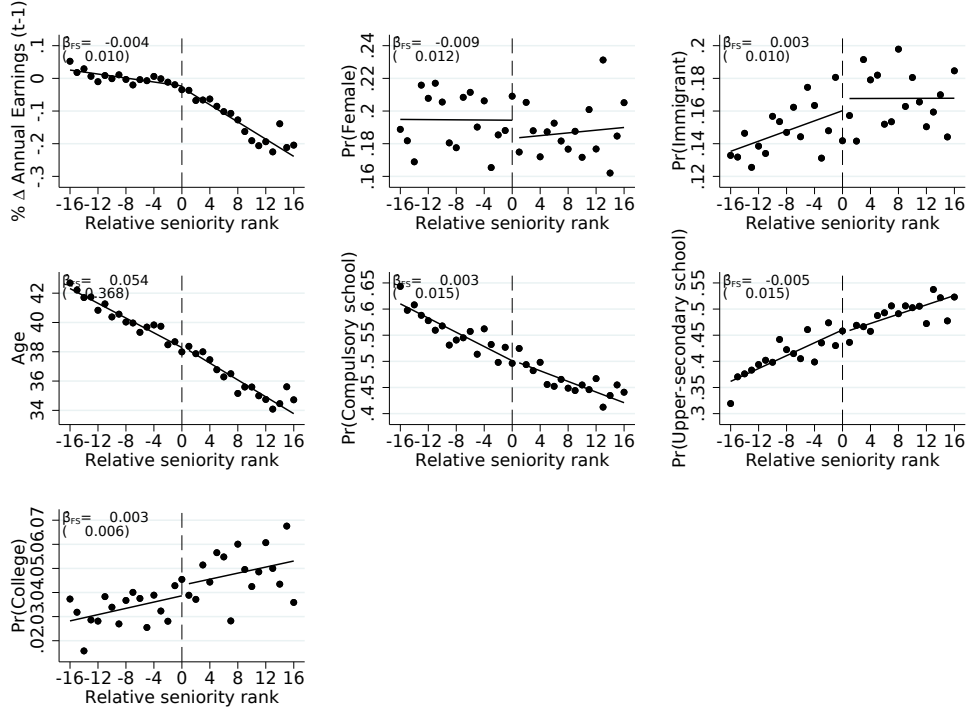 % Δ Annual Earnings (t-1)
.1
0
-.1
-.2
-.3
βFS= -0.004
( 0.010)
-16 -12 -8 -4 0 4 8 12 16
Relative seniority rank
Pr(Female)
.24
.22
.2
.18
.16
βFS= -0.009
( 0.012)
-16 -12 -8 -4 0 4 8 12 16
Relative seniority rank
Pr(Immigrant)
.2
.18
.16
.14
.12
βFS= 0.003
( 0.010)
-16 -12 -8 -4 0 4 8 12 16
Relative seniority rank
Age
42
40
38
36
34
βFS= 0.054
( 0.368)
-16 -12 -8 -4 0 4 8 12 16
Relative seniority rank
Pr(Compulsory school)
.65
.6
.55
.5
.45
.4
βFS= 0.003
( 0.015)
-16 -12 -8 -4 0 4 8 12 16
Relative seniority rank
Pr(Upper-secondary school)
.55
.5
.45
.4
.35
.3
βFS= -0.005
( 0.015)
-16 -12 -8 -4 0 4 8 12 16
Relative seniority rank
Pr(College)
.07
.06
.05
.04
.03
.02
βFS= 0.003
( 0.006)
-16 -12 -8 -4 0 4 8 12 16
Relative seniority rank